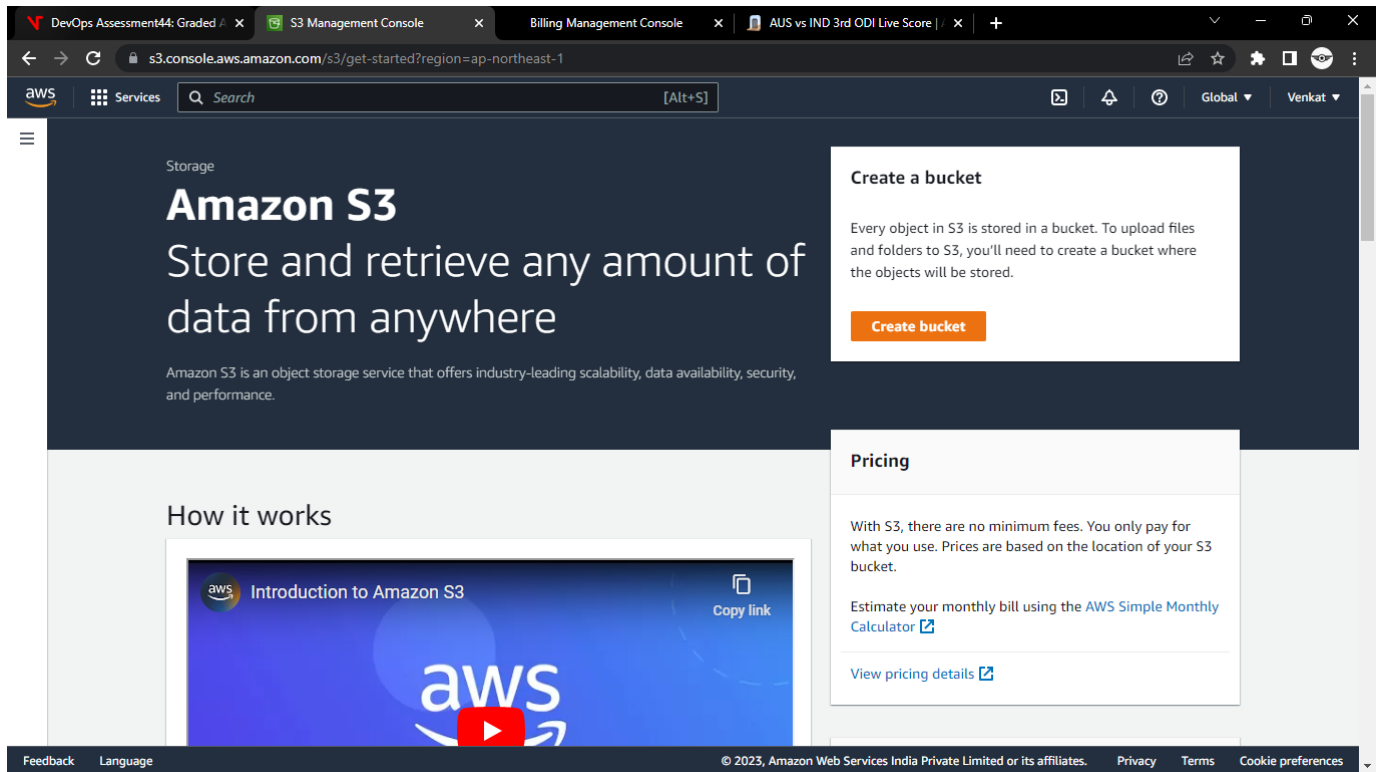 DevOps Assessment44: Graded A
S3 Management Console
Billing Management Console
AUS vs IND 3rd ODI Live Score | A
s3.console.aws.amazon.com/s3/get-started?region=ap-northeast-1
aws
Services
Search
[Alt+S]
Global
Venkat
Storage
Amazon S3
Store and retrieve any amount of
data from anywhere
Amazon S3 is an object storage service that offers industry-leading scalability, data availability, security,
and performance.
Create a bucket
Every object in S3 is stored in a bucket. To upload files
and folders to S3, you'll need to create a bucket where
the objects will be stored.
Create bucket
How it works
aws
Introduction to Amazon S3
Copy link
aws
Pricing
With S3, there are no minimum fees. You only pay for
what you use. Prices are based on the location of your S3
bucket.
Estimate your monthly bill using the AWS Simple Monthly
Calculator
View pricing details
Feedback
Language
© 2023, Amazon Web Services India Private Limited or its affiliates.
Privacy
Terms
Cookie preferences